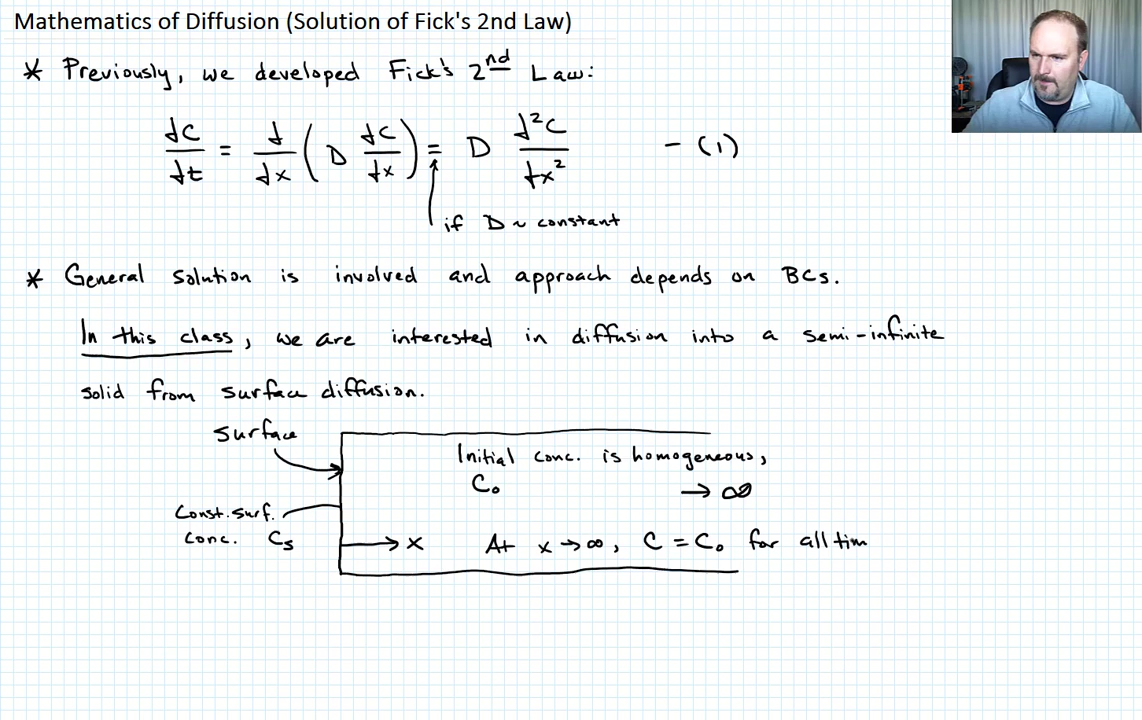 Mathematics of Diffusion (Solution of Fick's 2nd Law)
* Previously, we developed Fick's 2nd Law:
dC/dt = d/dx (D dC/dx) = D d²C/dx² - (1)
if D ~ constant
* General solution is involved and approach depends on BCs.
In this class, we are interested in diffusion into a semi-infinite
solid from surface diffusion.
Surface
Initial conc. is homogeneous,
C₀ → ∞
Const. surf.
conc. Cs
→ x At x → ∞, C = C₀ for all tim